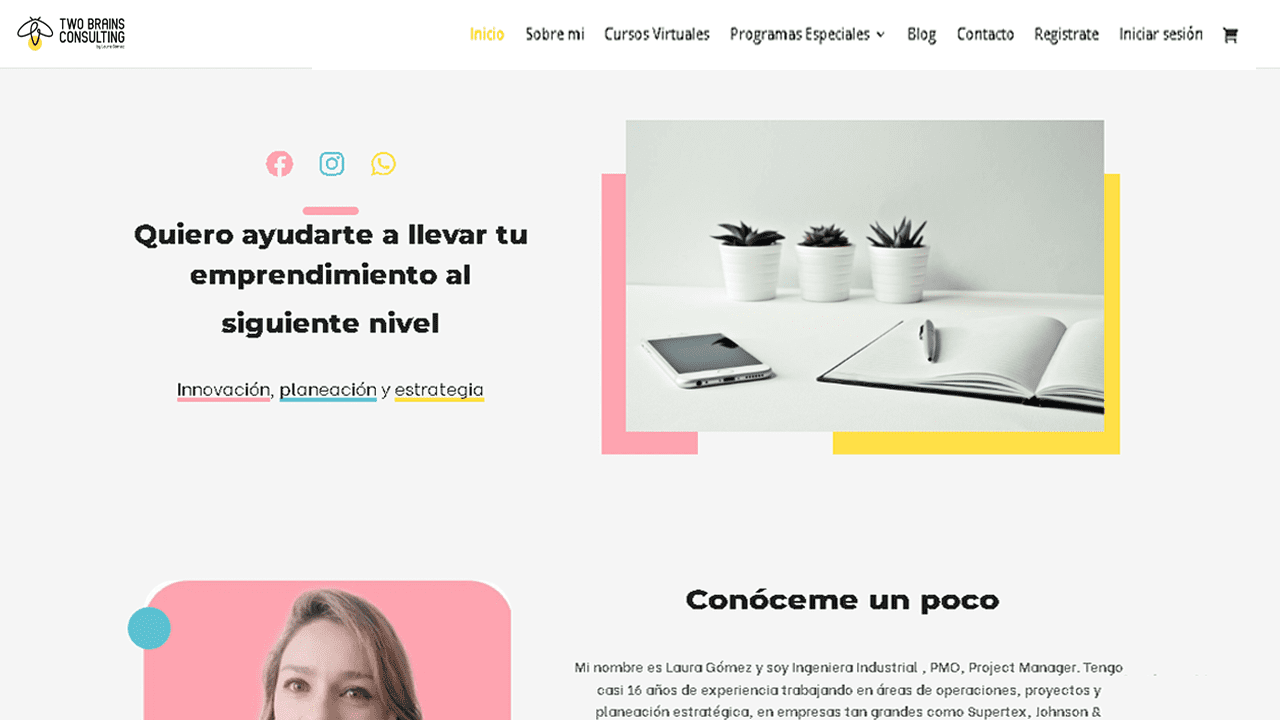 TWO BRAINS
CONSULTING
by Laura Gómez
Inicio Sobre mi Cursos Virtuales Programas Especiales Blog Contacto Registrate Iniciar sesión
Quiero ayudarte a llevar tu
emprendimiento al
siguiente nivel
Innovación, planeación y estrategia
Conóceme un poco
Mi nombre es Laura Gómez y soy Ingeniera Industrial , PMO, Project Manager. Tengo
casi 16 años de experiencia trabajando en áreas de operaciones, proyectos y
planeación estratégica, en empresas tan grandes como Supertex, Johnson &